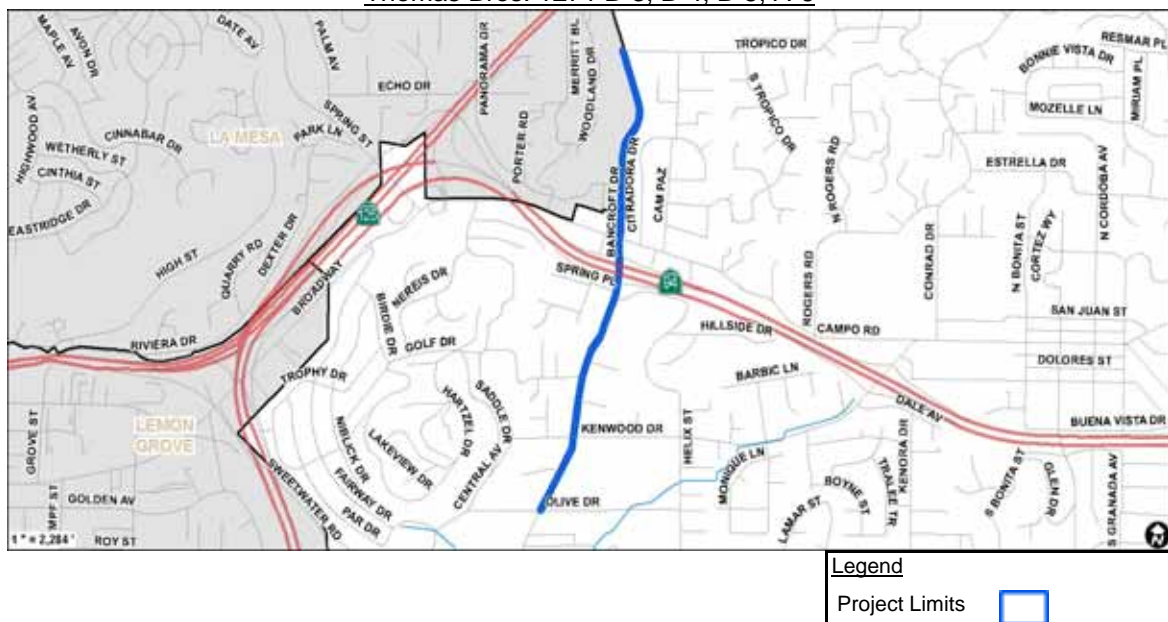 MAPLE AV
AVON DR
DATE AV
PALM AV
PANORAMA DR
MERRITT BL
WOODLAND DR
TROPICO DR
RESMAR PL
BONNIE VISTA DR
MIRIAM PL
ECHO DR
S TROPICO DR
MOZELLE LN
HIGHWOOD AV
CINNABAR DR
LA MESA
SPRING ST
PARK LN
PORTER RD
WETHERLY ST
CINTHIA ST
EASTRIDGE DR
BANCROFT DR
CITRADORA DR
CAM PAZ
N ROGERS RD
ESTRELLA DR
N CORDOBA AV
125
HIGH ST
QUARRY RD
DEXTER DR
BROADWAY
NEREIS DR
BIRDIE DR
SPRING PL
94
ROGERS RD
CONRAD DR
N BONITA ST
CORTEZ WY
SAN JUAN ST
RIVIERA DR
GOLF DR
HILLSIDE DR
CAMPO RD
DOLORES ST
TROPHY DR
SADDLE DR
HARTZEL DR
BARBIC LN
DALE AV
BUENA VISTA DR
GROVE ST
LEMON
GROVE
NIBLICK DR
LAKEVIEW DR
CENTRAL AV
KENWOOD DR
HELIX ST
MONIQUE LN
KENORA DR
TRALEE TR
S BONITA ST
GLEN DR
S GRANADA AV
SWEETWATER RD
FAIRWAY DR
PAR DR
GOLDEN AV
MPF ST
ROY ST
OLIVE DR
LAMAR ST
BOYNE ST
1 " = 2,284 '
N
Legend
Project Limits